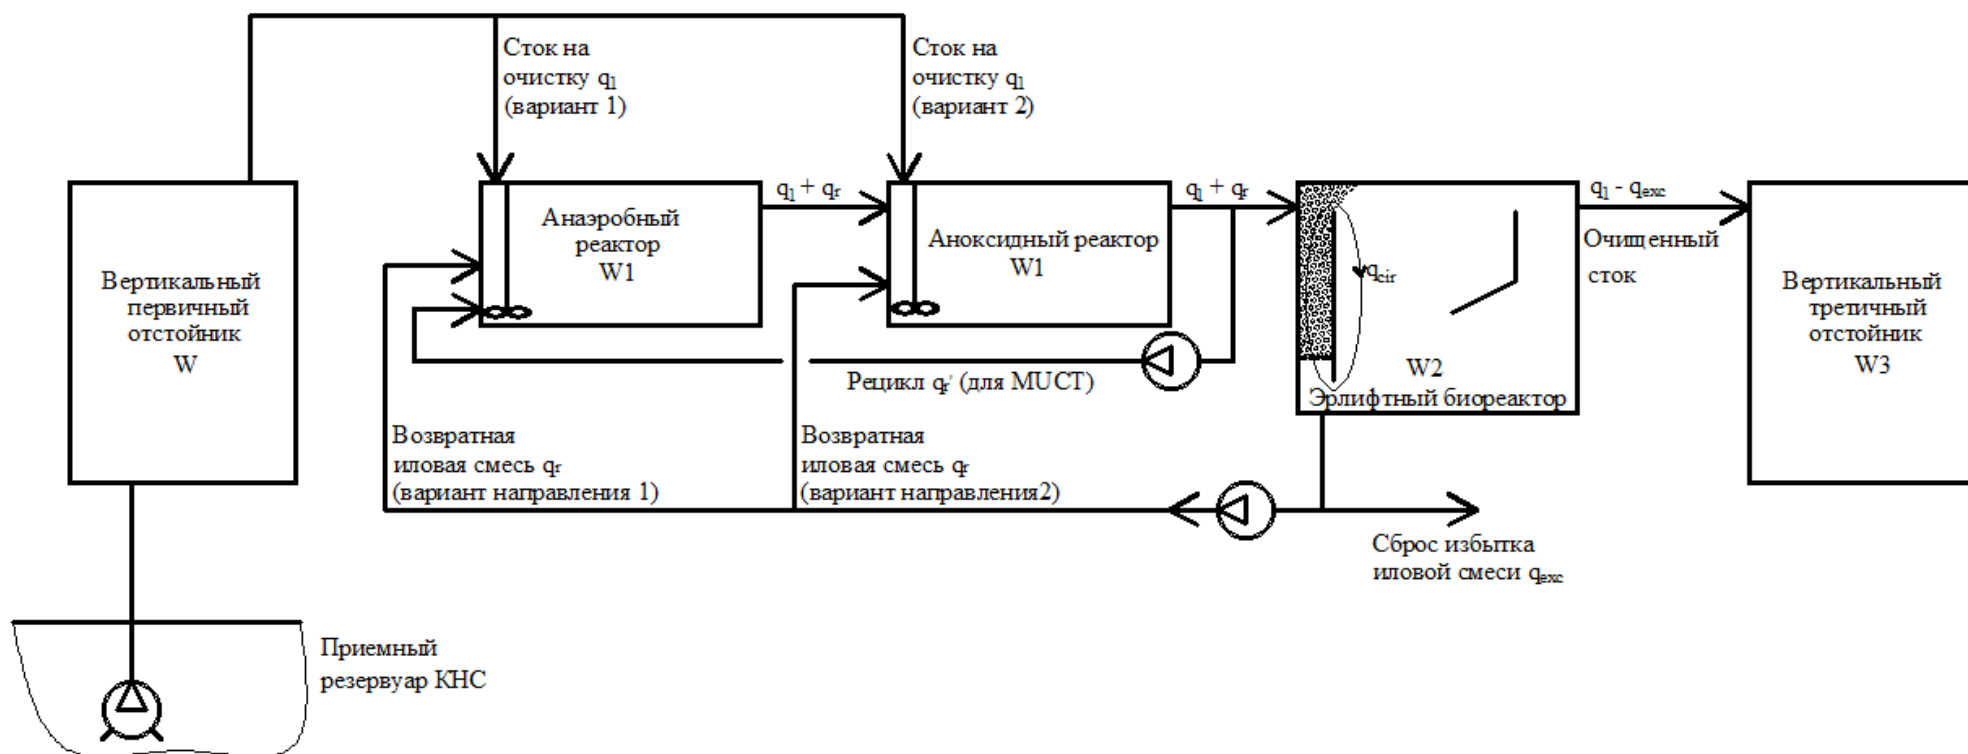 Сток на
очистку q1
(вариант 1)
Сток на
очистку q1
(вариант 2)
Вертикальный
первичный
отстойник
W
Анаэробный
реактор
W1
q1 + qr
Аноксидный реактор
W1
q1 + qr
qcir
W2
Эрлифтный биореактор
q1 - qexc
Очищенный
сток
Вертикальный
третичный
отстойник
W3
Рецикл qr' (для MUCT)
Возвратная
иловая смесь qr
(вариант направления 1)
Возвратная
иловая смесь qr
(вариант направления2)
Сброс избытка
иловой смеси qexc
Приемный
резервуар КНС